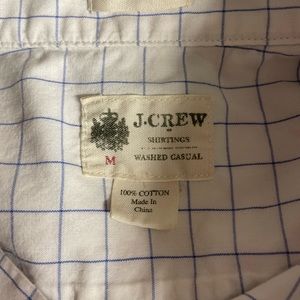 J.CREW
SHIRTINGS
M
WASHED CASUAL
100% COTTON
Made In
China